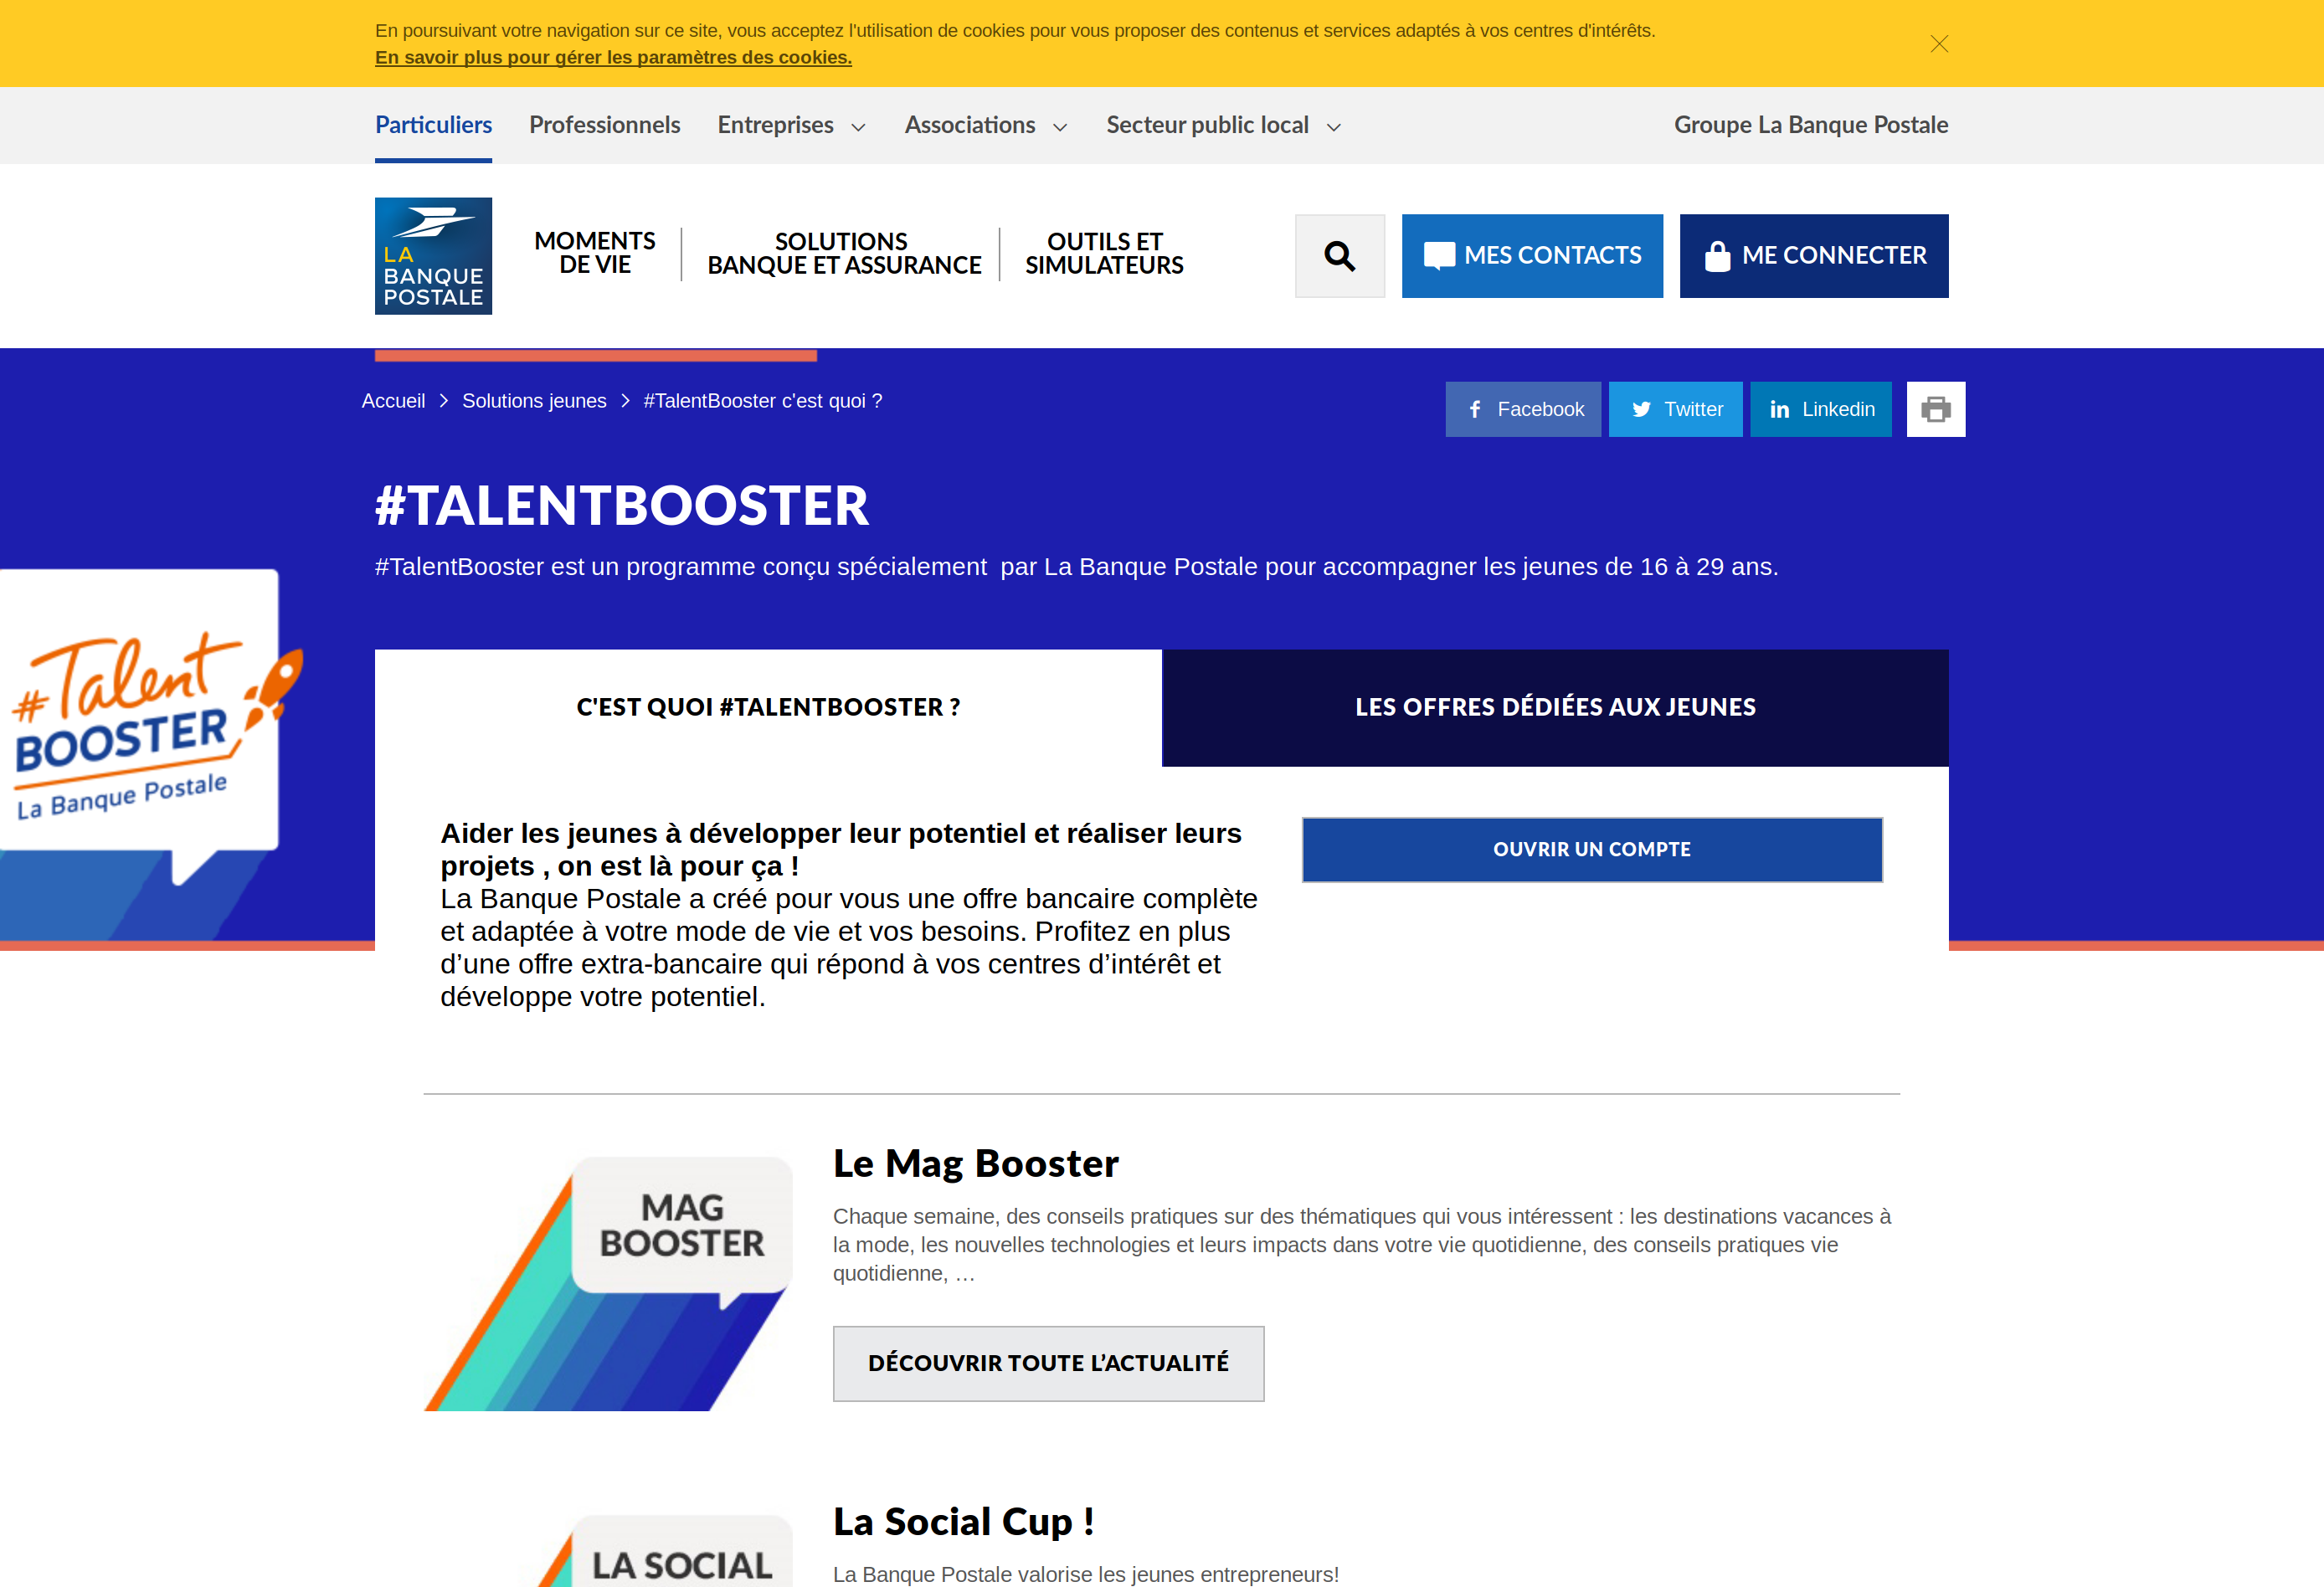 En poursuivant votre navigation sur ce site, vous acceptez l'utilisation de cookies pour vous proposer des contenus et services adaptés à vos centres d'intérêts.
En savoir plus pour gérer les paramètres des cookies.
Particuliers
Professionnels
Entreprises
Associations
Secteur public local
Groupe La Banque Postale
LA
BANQUE
POSTALE
MOMENTS
DE VIE
SOLUTIONS
BANQUE ET ASSURANCE
OUTILS ET
SIMULATEURS
MES CONTACTS
ME CONNECTER
Accueil
Solutions jeunes
#TalentBooster c'est quoi ?
Facebook
Twitter
Linkedin
#TALENTBOOSTER
#TalentBooster est un programme conçu spécialement  par La Banque Postale pour accompagner les jeunes de 16 à 29 ans.
#Talent
BOOSTER
La Banque Postale
C'EST QUOI #TALENTBOOSTER ?
LES OFFRES DÉDIÉES AUX JEUNES
Aider les jeunes à développer leur potentiel et réaliser leurs
projets , on est là pour ça !
La Banque Postale a créé pour vous une offre bancaire complète
et adaptée à votre mode de vie et vos besoins. Profitez en plus
d’une offre extra-bancaire qui répond à vos centres d’intérêt et
développe votre potentiel.
OUVRIR UN COMPTE
MAG
BOOSTER
Le Mag Booster
Chaque semaine, des conseils pratiques sur des thématiques qui vous intéressent : les destinations vacances à
la mode, les nouvelles technologies et leurs impacts dans votre vie quotidienne, des conseils pratiques vie
quotidienne, …
DÉCOUVRIR TOUTE L’ACTUALITÉ
LA SOCIAL
La Social Cup !
La Banque Postale valorise les jeunes entrepreneurs!